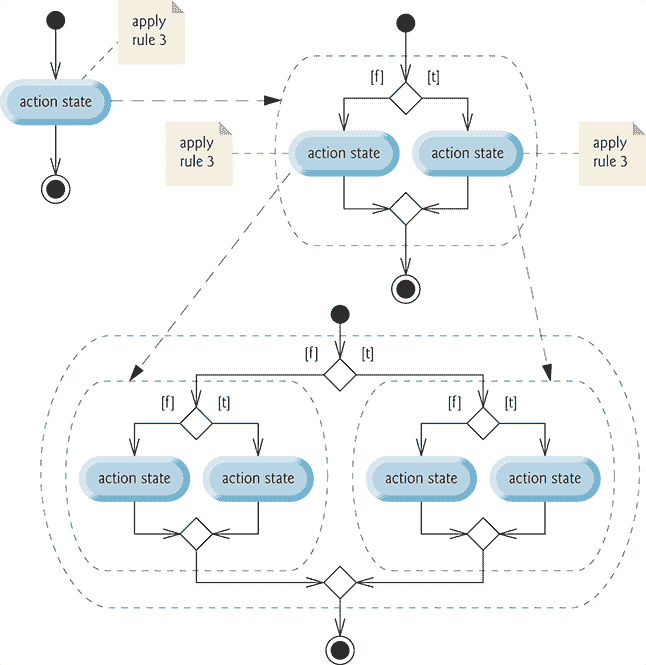 apply
rule 3
action state
[f] [t]
apply
rule 3
action state
action state
apply
rule 3
[f] [t]
[f] [t]
[f] [t]
action state
action state
action state
action state